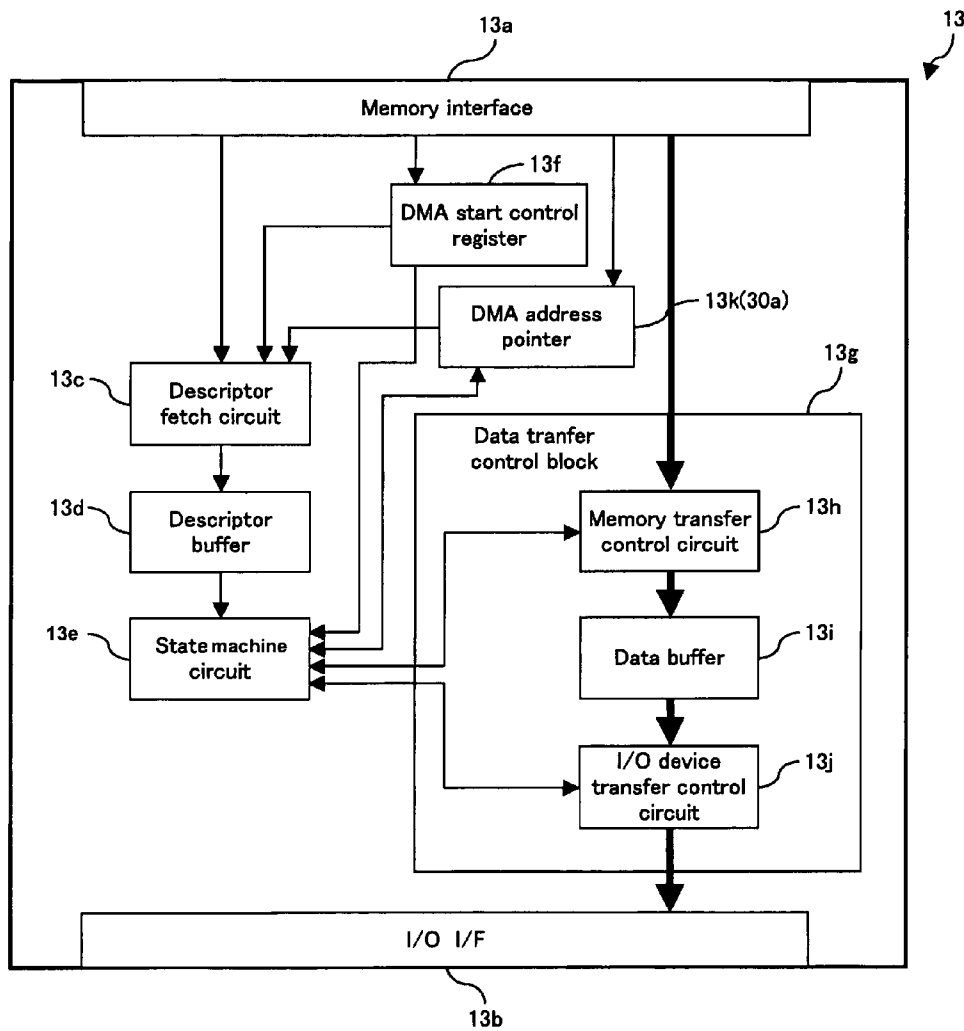 13
13a
Memory interface
13f
DMA start control
register
13k(30a)
DMA address
pointer
13g
13c
Descriptor
fetch circuit
Data tranfer
control block
13d
Descriptor
buffer
13h
Memory transfer
control circuit
13e
State machine
circuit
13i
Data buffer
13j
I/O device
transfer control
circuit
I/O I/F
13b